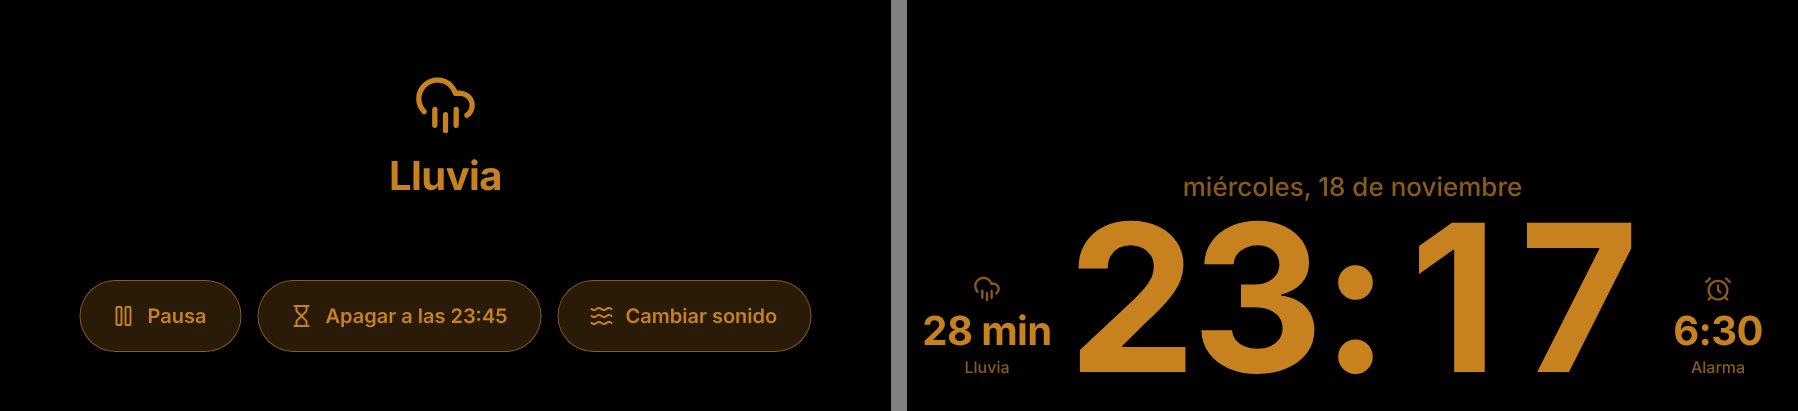 Lluvia
Pausa
Apagar a las 23:45
Cambiar sonido
miércoles, 18 de noviembre
23:17
28 min
Lluvia
6:30
Alarma